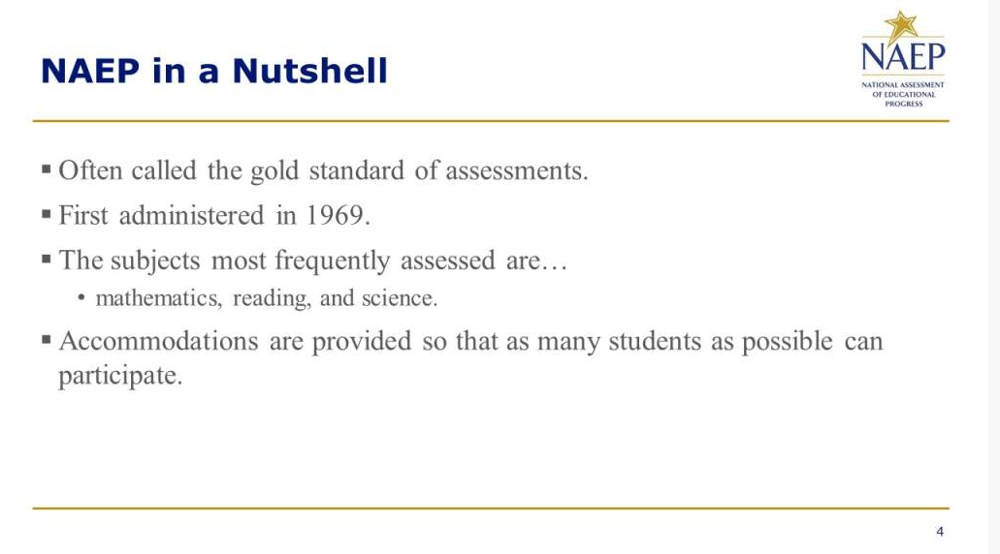 NAEP in a Nutshell
NAEP
NATIONAL ASSESSMENT
OF EDUCATIONAL
PROGRESS
▪ Often called the gold standard of assessments.
▪ First administered in 1969.
▪ The subjects most frequently assessed are…
• mathematics, reading, and science.
▪ Accommodations are provided so that as many students as possible can
participate.
4